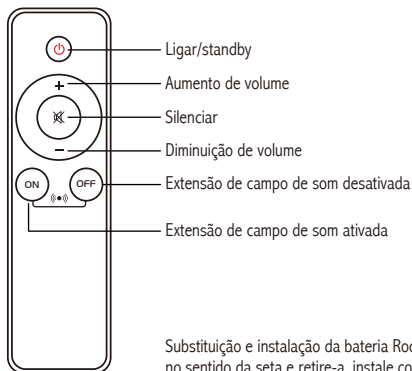 Ligar/standby
+ Aumento de volume
Silenciar
− Diminuição de volume
ON OFF Extensão de campo de som desativada
Extensão de campo de som ativada
Substituição e instalação da bateria
no sentido da seta e retire-a, instale